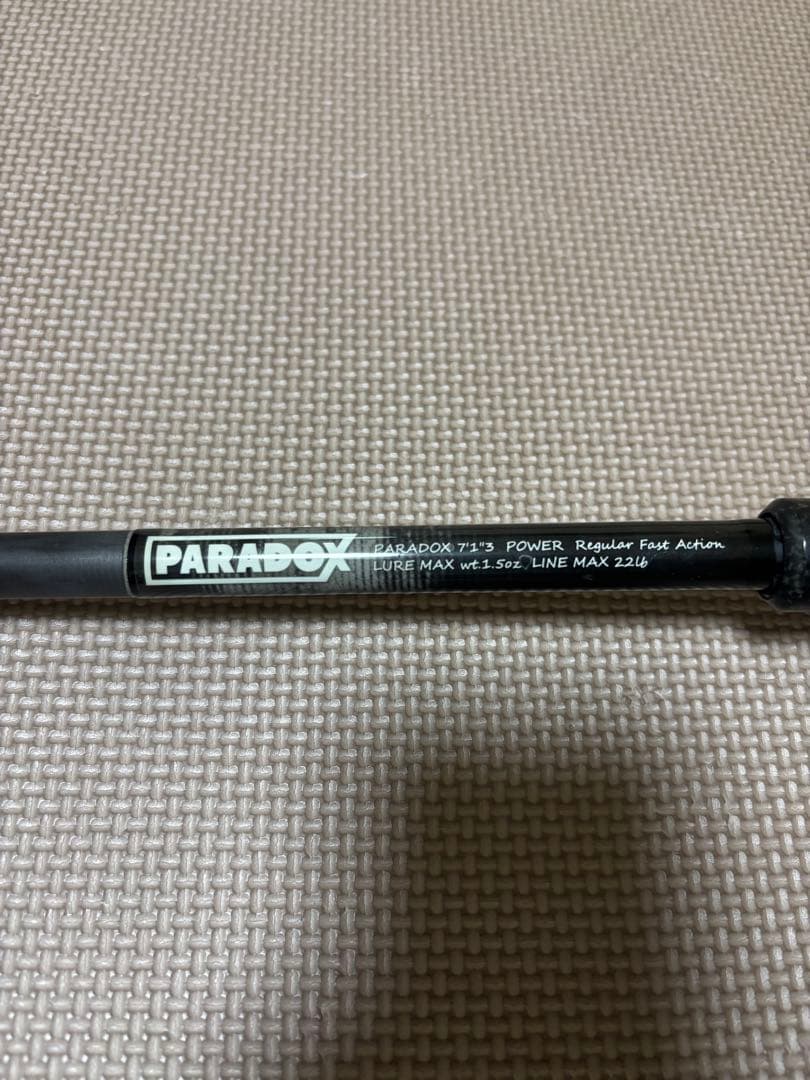 PARADOX
PARADOX 7'1"3 POWER Regular Fast Action
LURE MAX wt.1.5oz LINE MAX 22lb